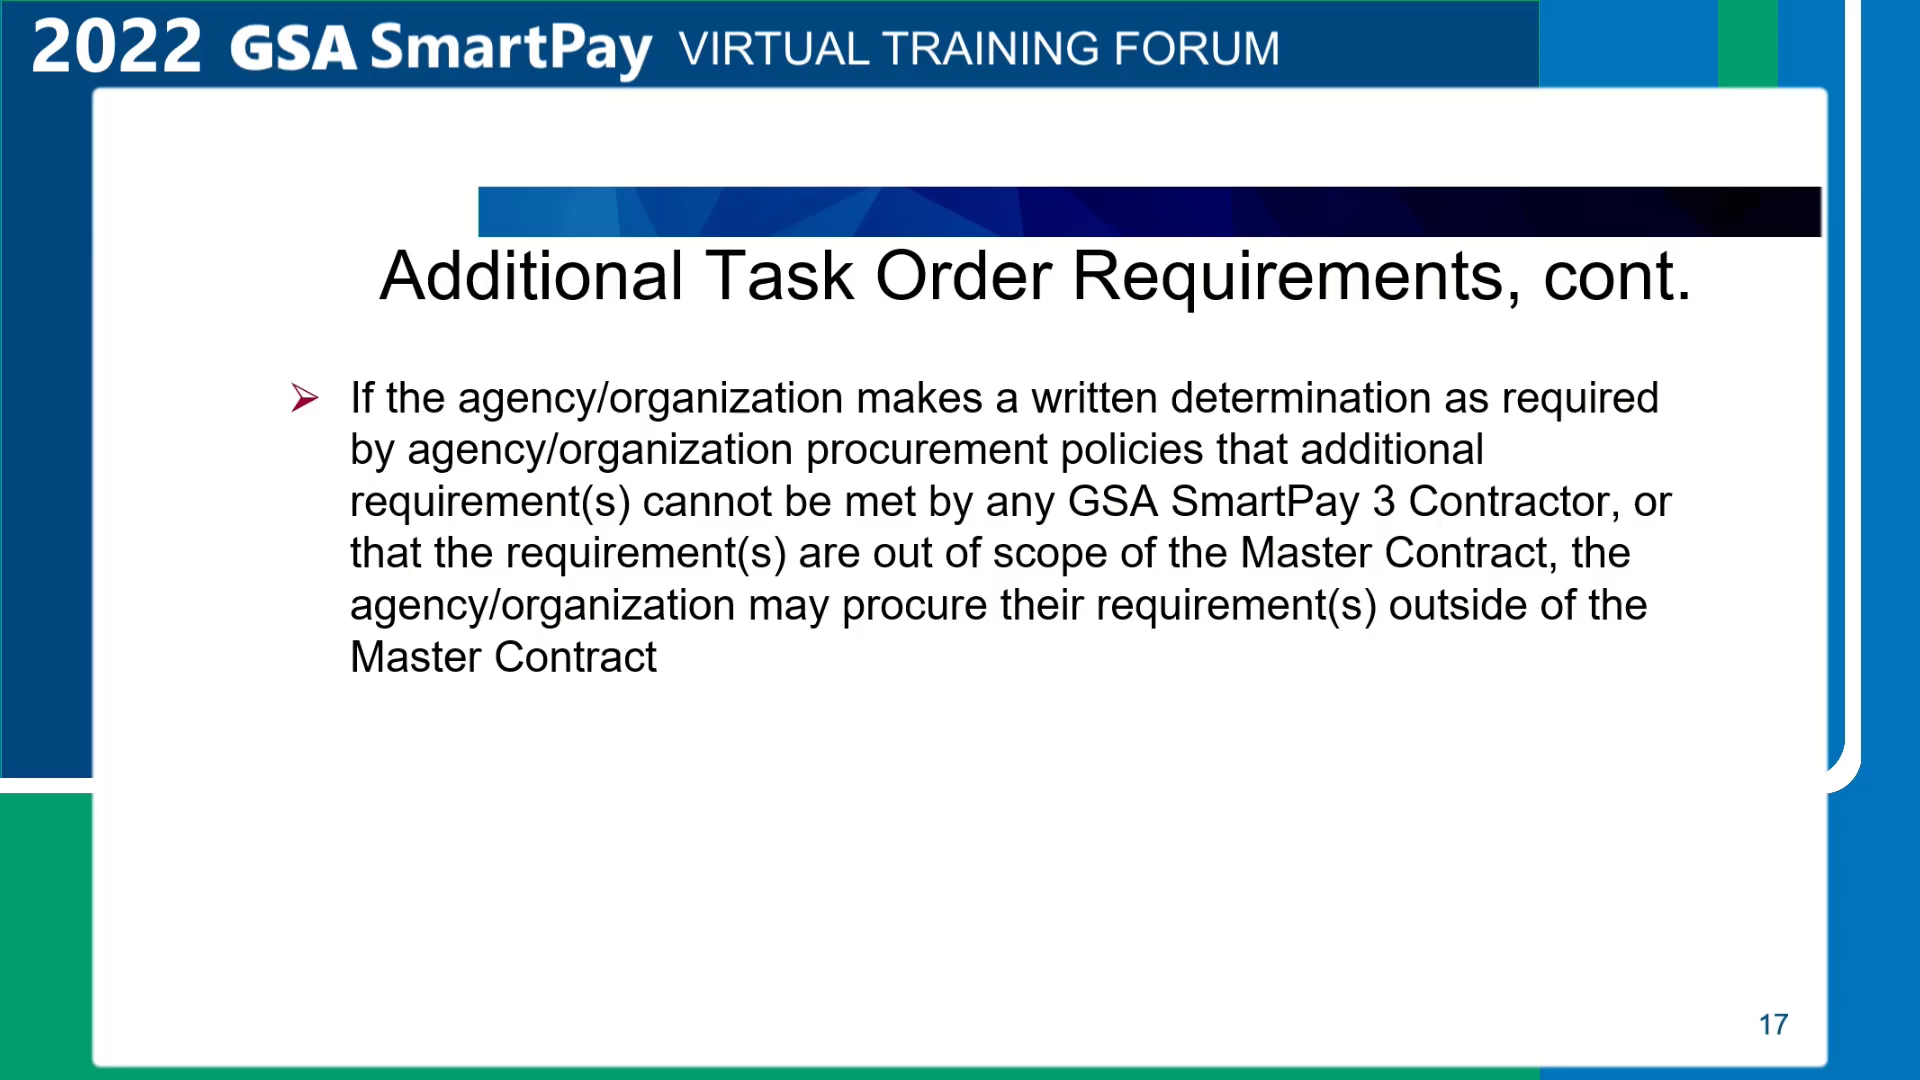 2022 GSA SmartPay VIRTUAL TRAINING FORUM
Additional Task Order Requirements, cont.
If the agency/organization makes a written determination as required
by agency/organization procurement policies that additional
requirement(s) cannot be met by any GSA SmartPay 3 Contractor, or
that the requirement(s) are out of scope of the Master Contract, the
agency/organization may procure their requirement(s) outside of the
Master Contract
17